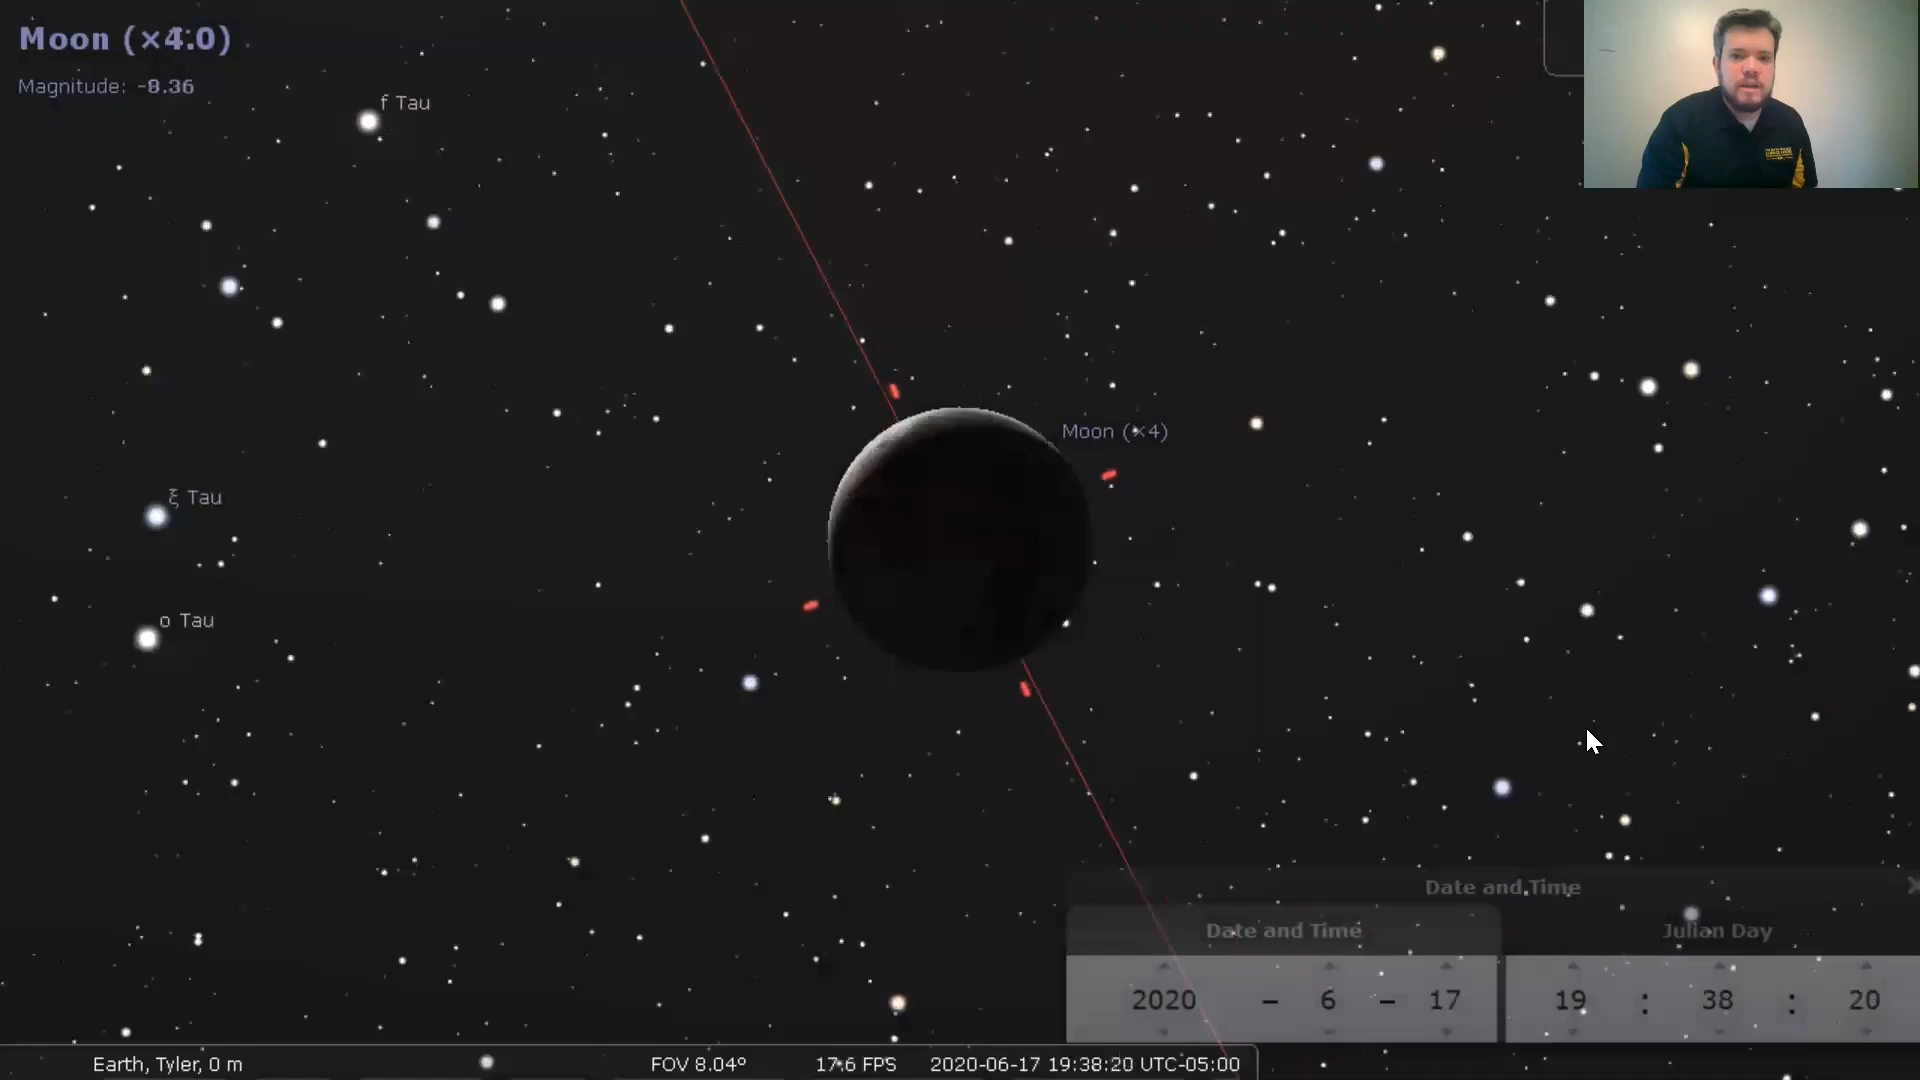 Moon (×4.0)
Magnitude: -8.36
f Tau
Moon (×4)
ξ Tau
ο Tau
Date and Time
Date and Time
Julian Day
2020 - 6 - 17
19 : 38 : 20
Earth, Tyler, 0 m
FOV 8.04°
17.6 FPS
2020-06-17 19:38:20 UTC-05:00